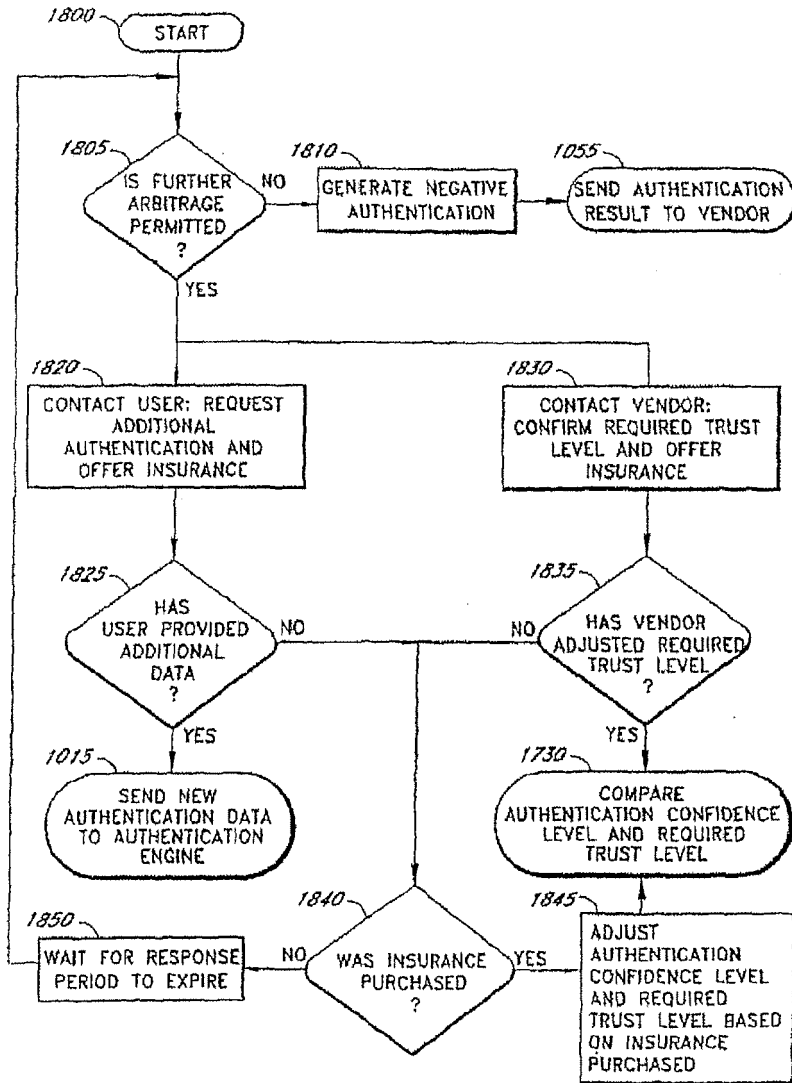 1800
START
1805
IS FURTHER
ARBITRAGE
PERMITTED
?
NO
YES
1810
GENERATE NEGATIVE
AUTHENTICATION
1055
SEND AUTHENTICATION
RESULT TO VENDOR
1820
CONTACT USER: REQUEST
ADDITIONAL
AUTHENTICATION AND
OFFER INSURANCE
1830
CONTACT VENDOR:
CONFIRM REQUIRED TRUST
LEVEL AND OFFER
INSURANCE
1825
HAS
USER PROVIDED
ADDITIONAL
DATA
?
NO
YES
1835
HAS VENDOR
ADJUSTED REQUIRED
TRUST LEVEL
?
NO
YES
1015
SEND NEW
AUTHENTICATION DATA
TO AUTHENTICATION
ENGINE
1730
COMPARE
AUTHENTICATION CONFIDENCE
LEVEL AND REQUIRED
TRUST LEVEL
1850
WAIT FOR RESPONSE
PERIOD TO EXPIRE
1840
WAS INSURANCE
PURCHASED
?
NO
YES
1845
ADJUST
AUTHENTICATION
CONFIDENCE LEVEL
AND REQUIRED
TRUST LEVEL BASED
ON INSURANCE
PURCHASED